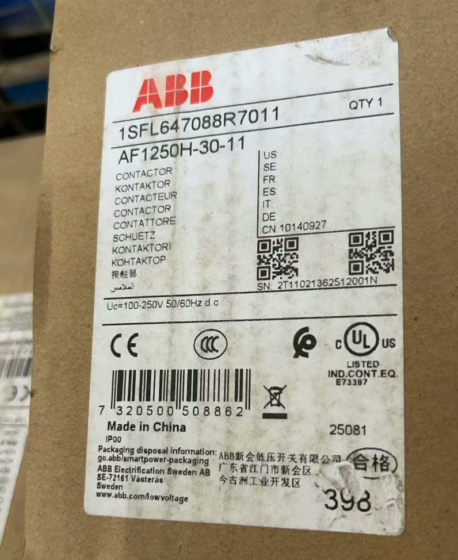 ABB
1SFL647088R7011
QTY 1
AF1250H-30-11
CONTACTOR
KONTAKTOR
CONTACTEUR
CONTACTOR
CONTATTORE
SCHUETZ
KONTAKTORI
КОНТАКТОР
接触器
الملامس
US
SE
FR
ES
IT
DE
CN 10140927
SN: 2T11021362512001N
Uc=100-250V 50/60Hz d.c
CE
CCC
c UL US
LISTED
IND.CONT.EQ.
E73397
7 320500 508862
Made in China
IP00
25081
Packaging disposal information:
go.abb/smartpower-packaging
ABB Electrification Sweden AB
SE-72161 Västerås
Sweden
www.abb.com/lowvoltage
ABB新会低压开关有限公司
广东省江门市新会区
今古洲工业开发区
合格
398